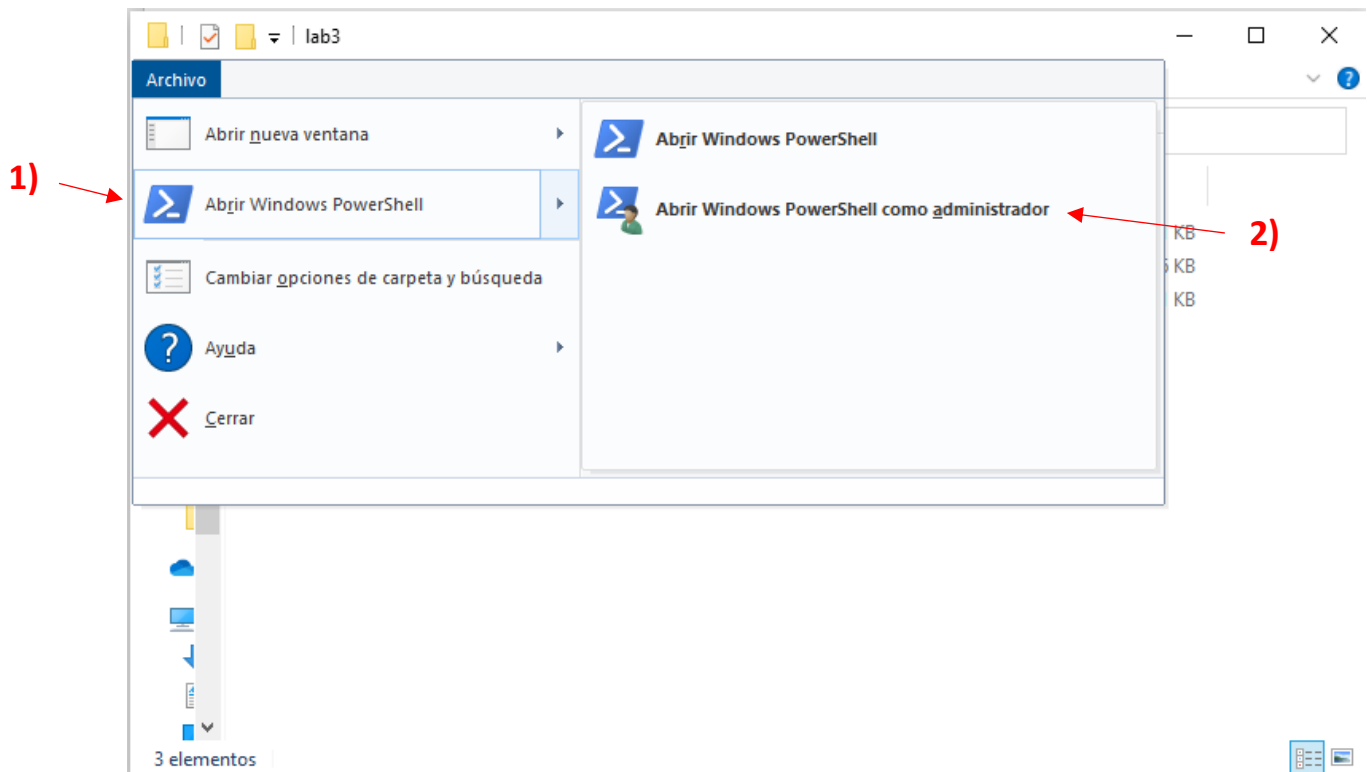 lab3
Archivo
Abrir nueva ventana
Abrir Windows PowerShell
1)
Abrir Windows PowerShell
Abrir Windows PowerShell como administrador
2)
KB
KB
KB
Cambiar opciones de carpeta y búsqueda
?
Ayuda
Cerrar
3 elementos